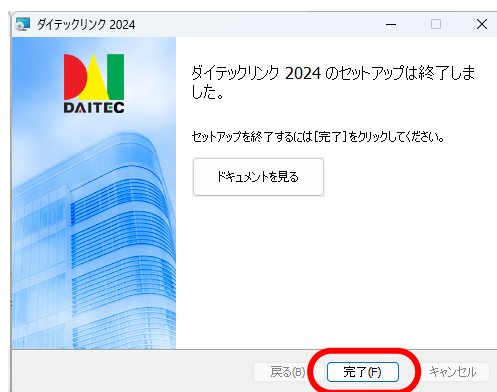 ダイテックリンク 2024
DAITEC
ダイテックリンク 2024 のセットアップは終了しま
した。
セットアップを終了するには[完了]をクリックしてください。
ドキュメントを見る
戻る(B)
完了(F)
キャンセル